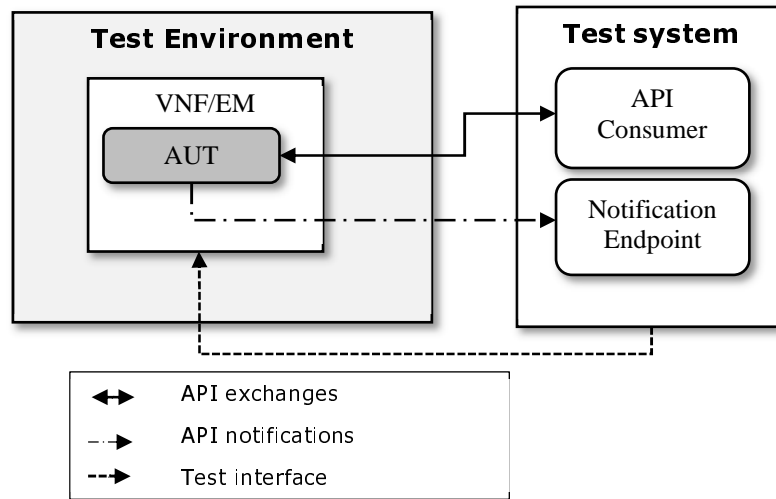 Test Environment
VNF/EM
AUT
Test system
API
Consumer
Notification
Endpoint
API exchanges
API notifications
Test interface